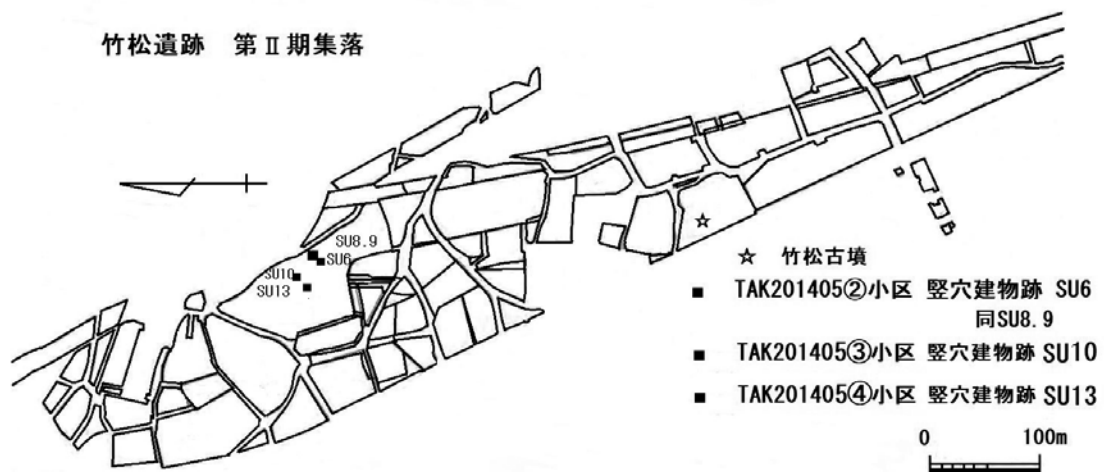 竹松遺跡 第Ⅱ期集落
SU8.9
SU6
SU10
SU13
☆ 竹松古墳
■ TAK201405②小区 竪穴建物跡 SU6
同SU8.9
■ TAK201405③小区 竪穴建物跡 SU10
■ TAK201405④小区 竪穴建物跡 SU13
0 100m